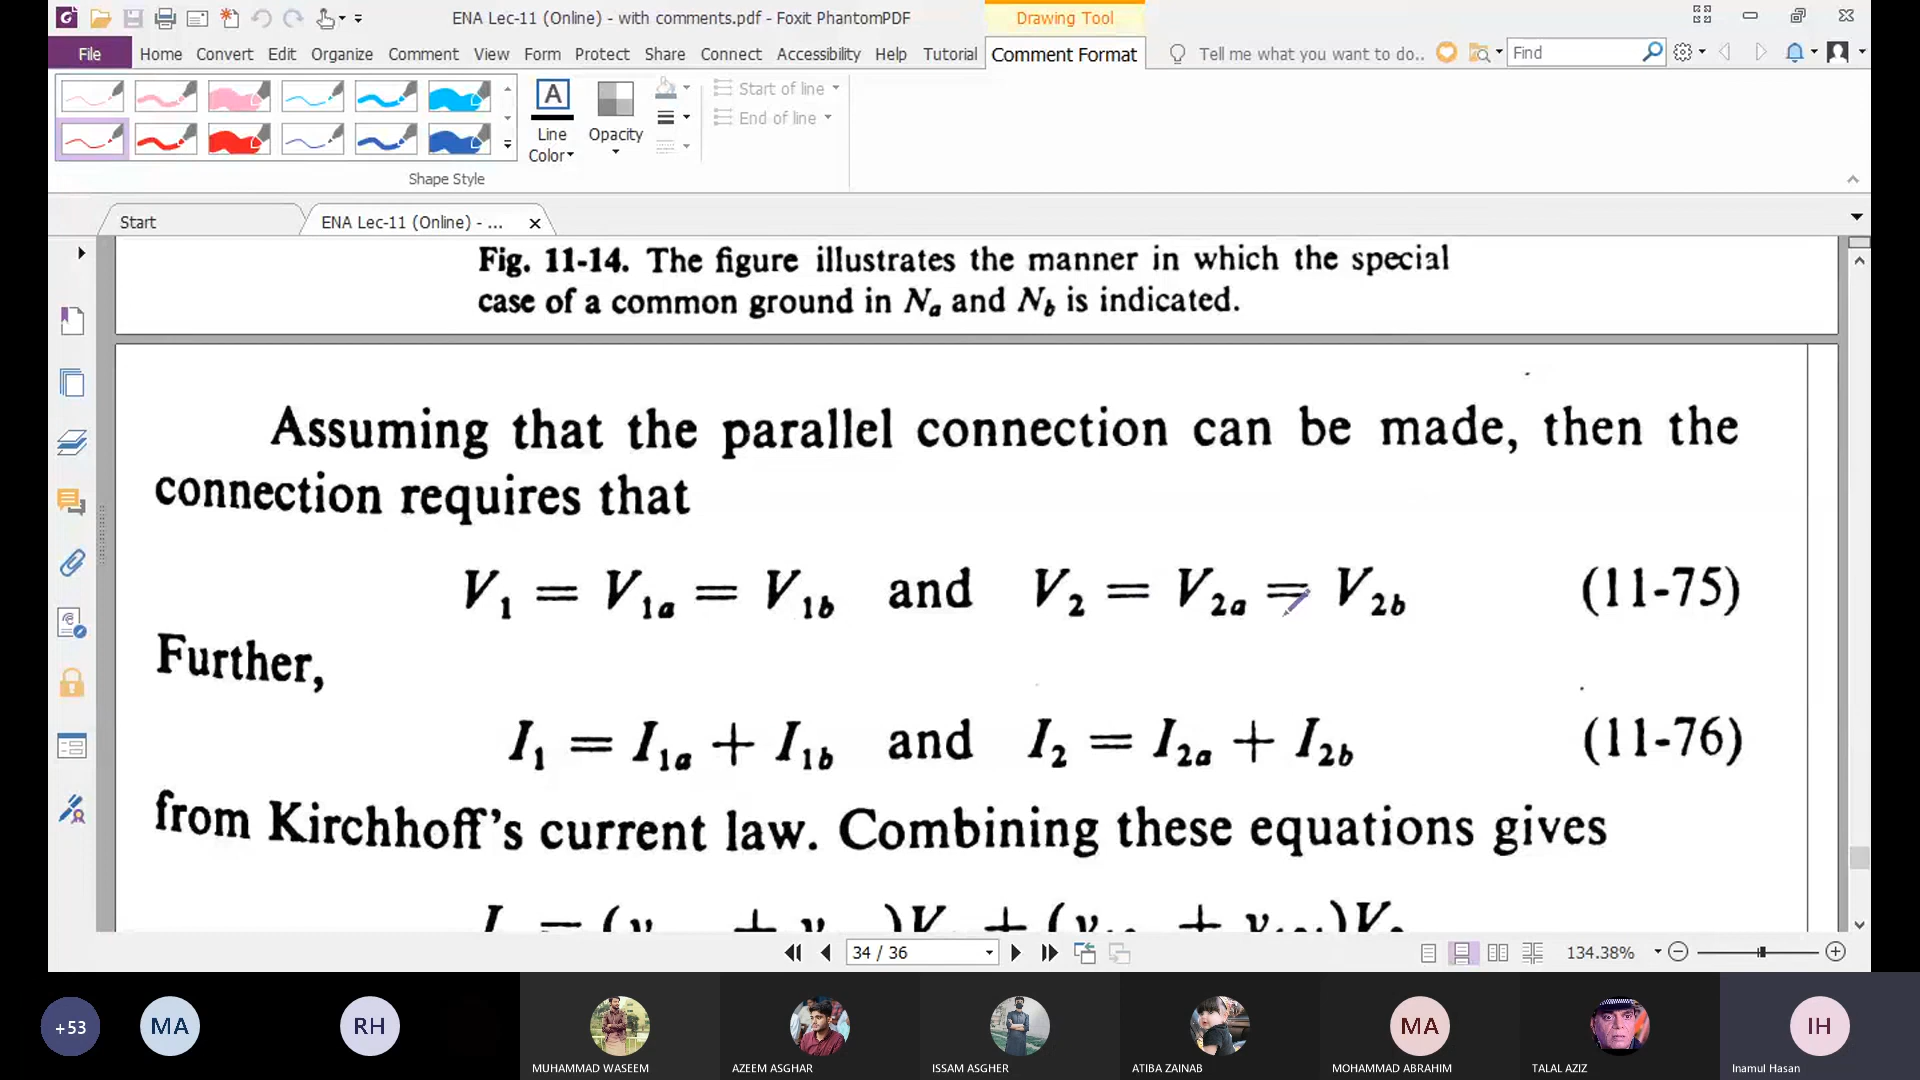 ENA Lec-11 (Online) - with comments.pdf - Foxit PhantomPDF
Drawing Tool
File
Home
Convert
Edit
Organize
Comment
View
Form
Protect
Share
Connect
Accessibility
Help
Tutorial
Comment Format
Tell me what you want to do..
Find
A
Line
Color
Opacity
Start of line
End of line
Shape Style
Start
ENA Lec-11 (Online) - ...
Fig. 11-14. The figure illustrates the manner in which the special
case of a common ground in Na and Nb is indicated.
Assuming that the parallel connection can be made, then the
connection requires that
V1 = V1a = V1b and V2 = V2a = V2b (11-75)
Further,
I1 = I1a + I1b and I2 = I2a + I2b (11-76)
from Kirchhoff's current law. Combining these equations gives
34 / 36
134.38%
+53
MA
RH
MUHAMMAD WASEEM
AZEEM ASGHAR
ISSAM ASGHER
ATIBA ZAINAB
MA
MOHAMMAD ABRAHIM
TALAL AZIZ
IH
Inamul Hasan